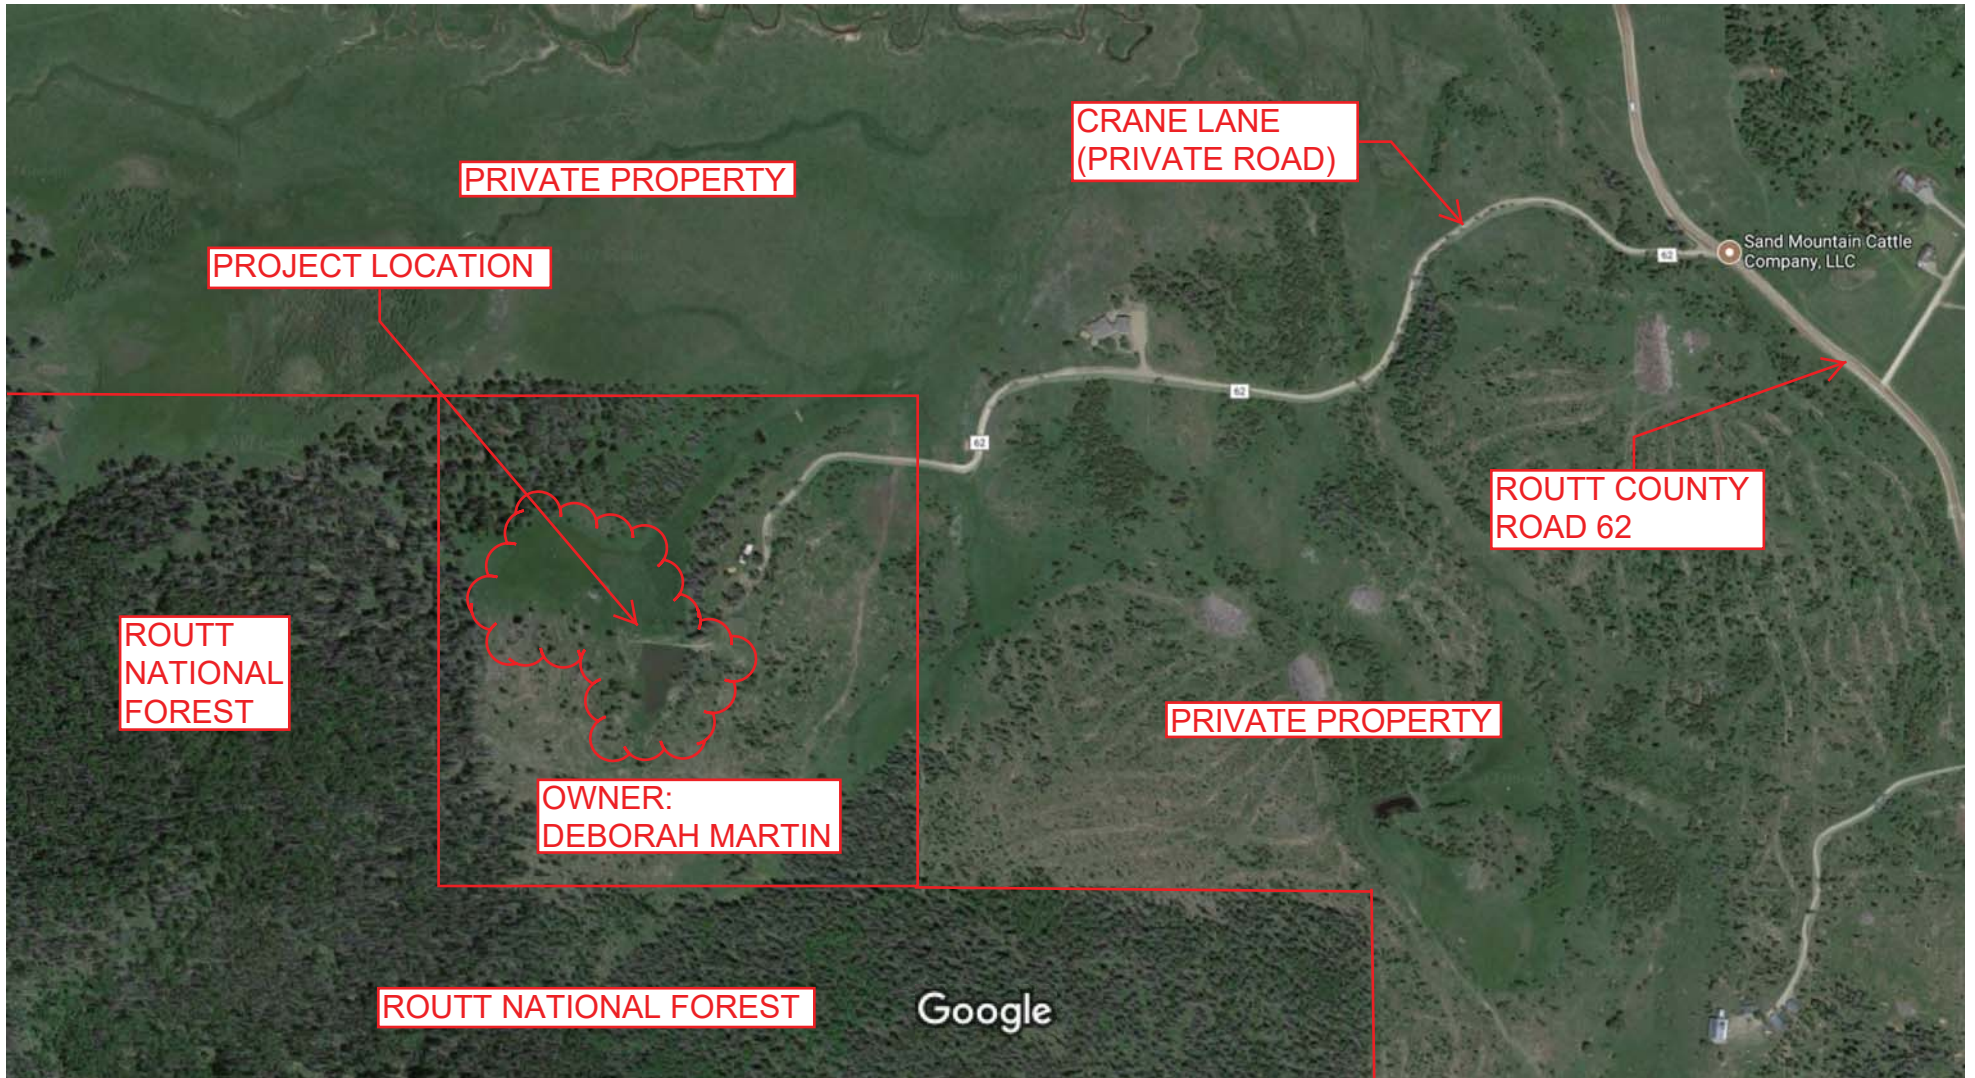 CRANE LANE
(PRIVATE ROAD)
PRIVATE PROPERTY
PROJECT LOCATION
Sand Mountain Cattle
Company, LLC
62
62
62
ROUTT COUNTY
ROAD 62
ROUTT
NATIONAL
FOREST
PRIVATE PROPERTY
OWNER:
DEBORAH MARTIN
ROUTT NATIONAL FOREST
Google